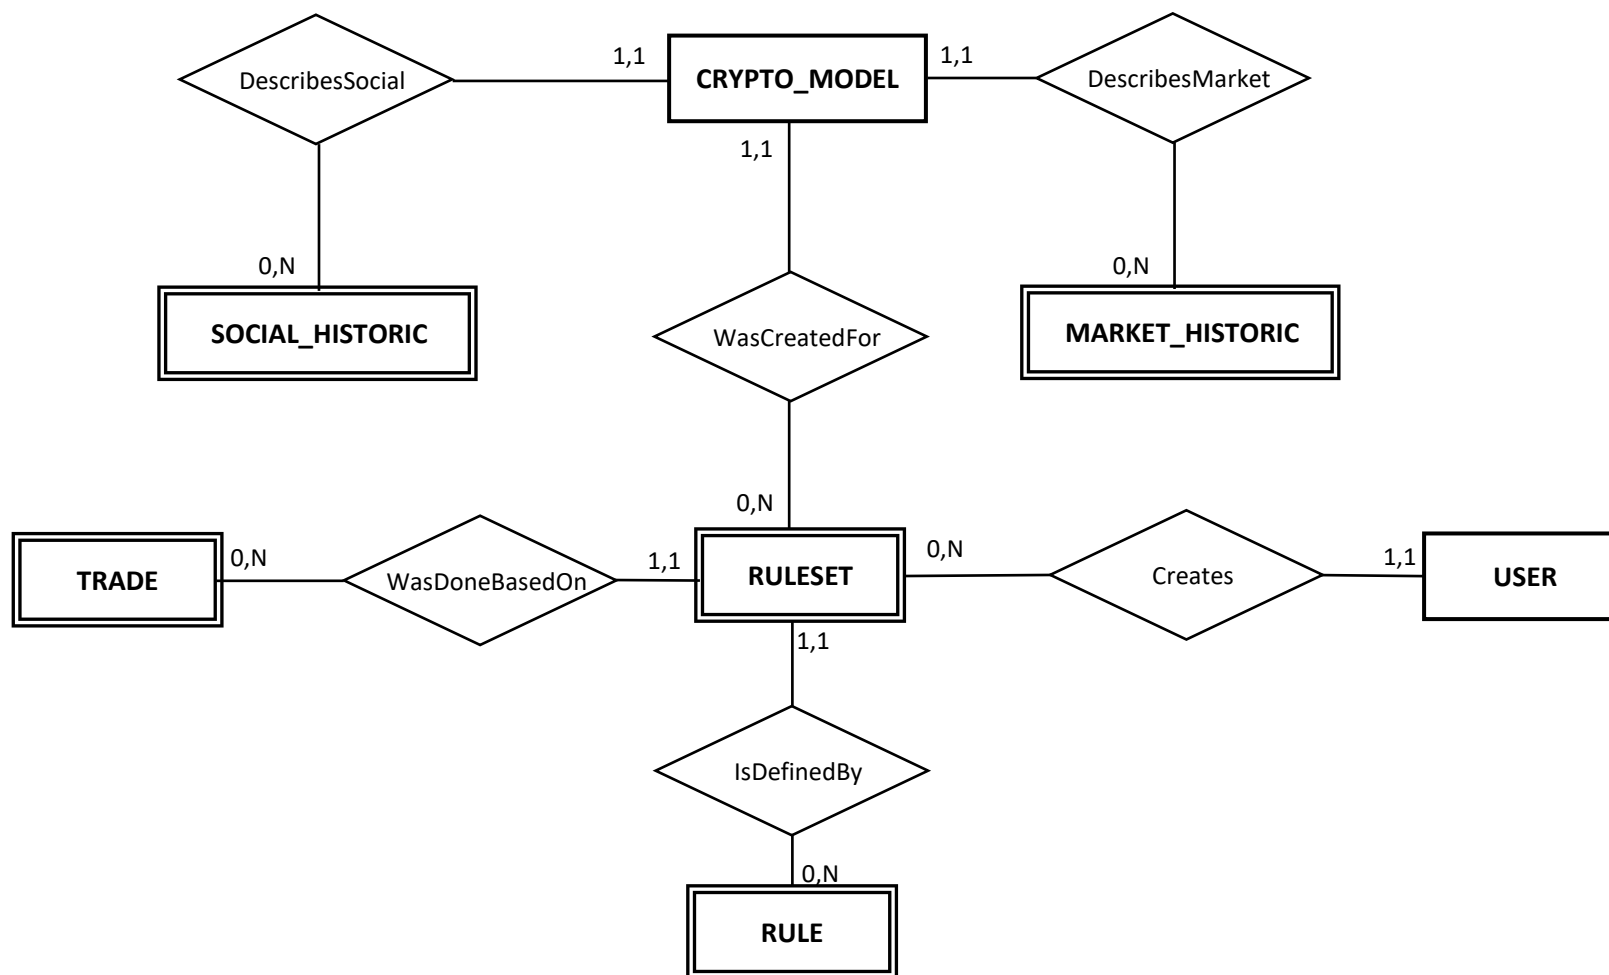 1,1
CRYPTO_MODEL
1,1
DescribesSocial
DescribesMarket
1,1
0,N
0,N
SOCIAL_HISTORIC
WasCreatedFor
MARKET_HISTORIC
0,N
0,N
1,1
0,N
1,1
TRADE
WasDoneBasedOn
RULESET
Creates
USER
1,1
IsDefinedBy
0,N
RULE